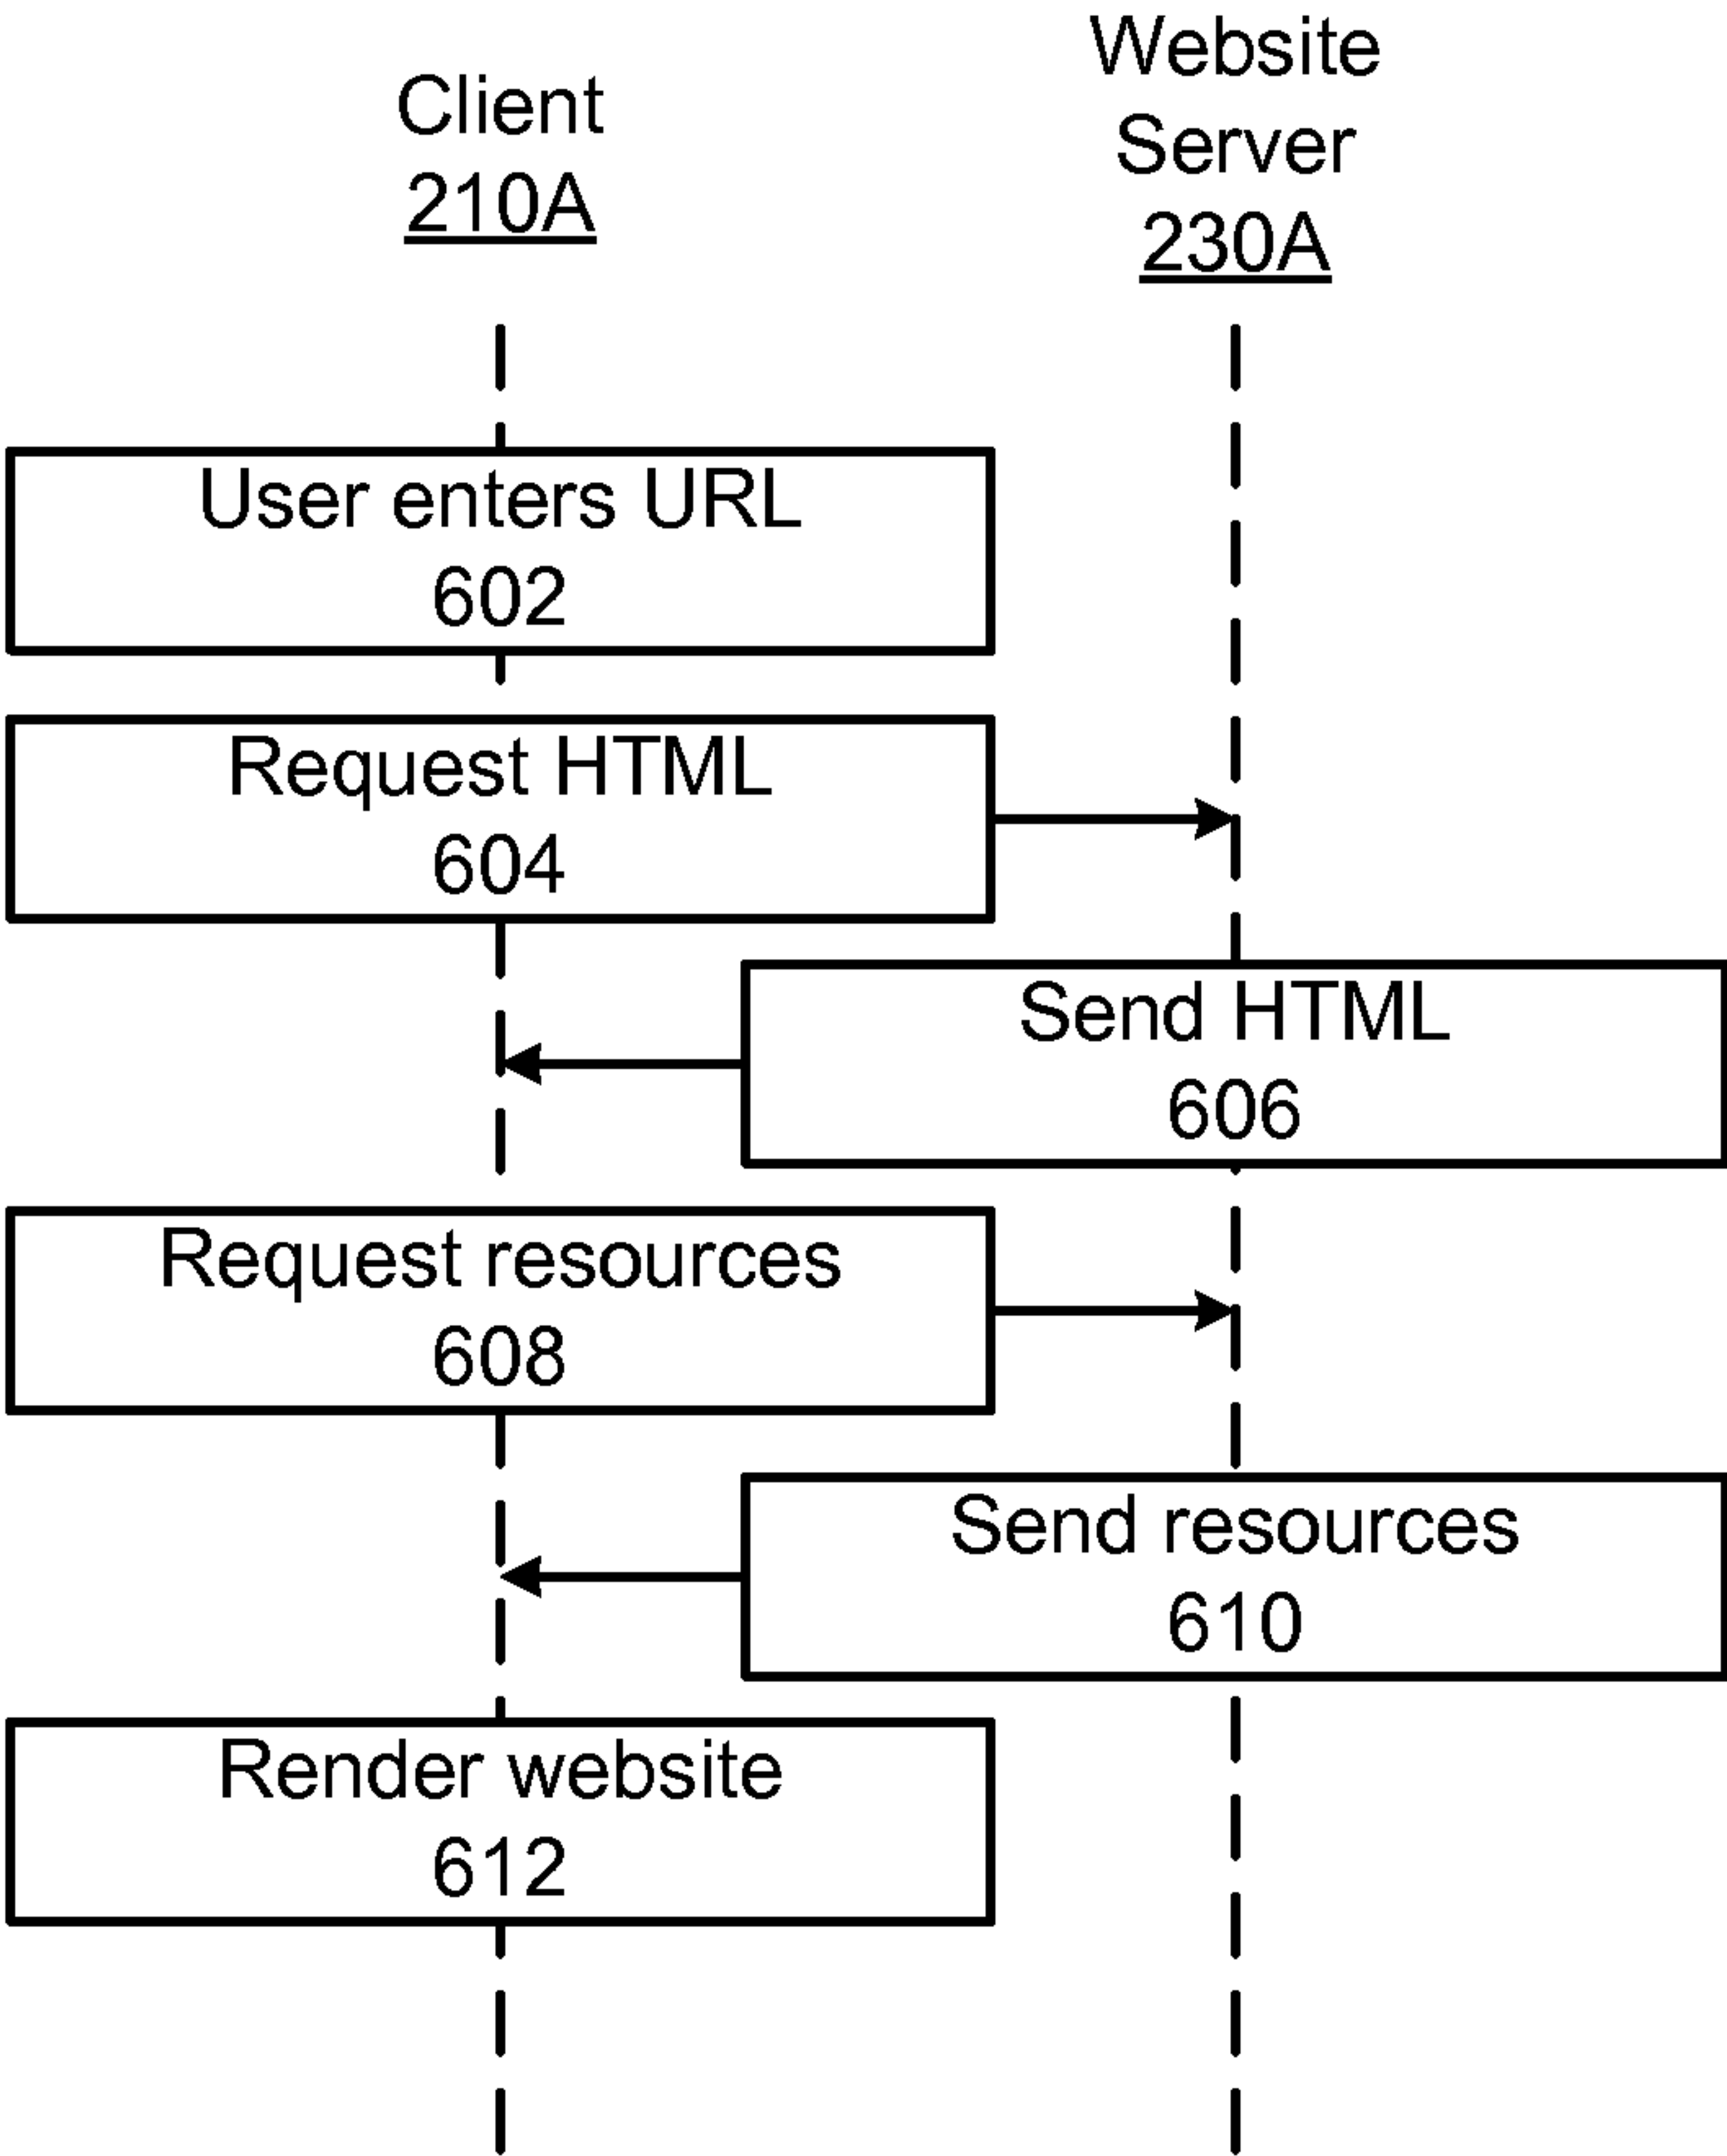 Client
210A
Website
Server
230A
User enters URL
602
Request HTML
604
Send HTML
606
Request resources
608
Send resources
610
Render website
612